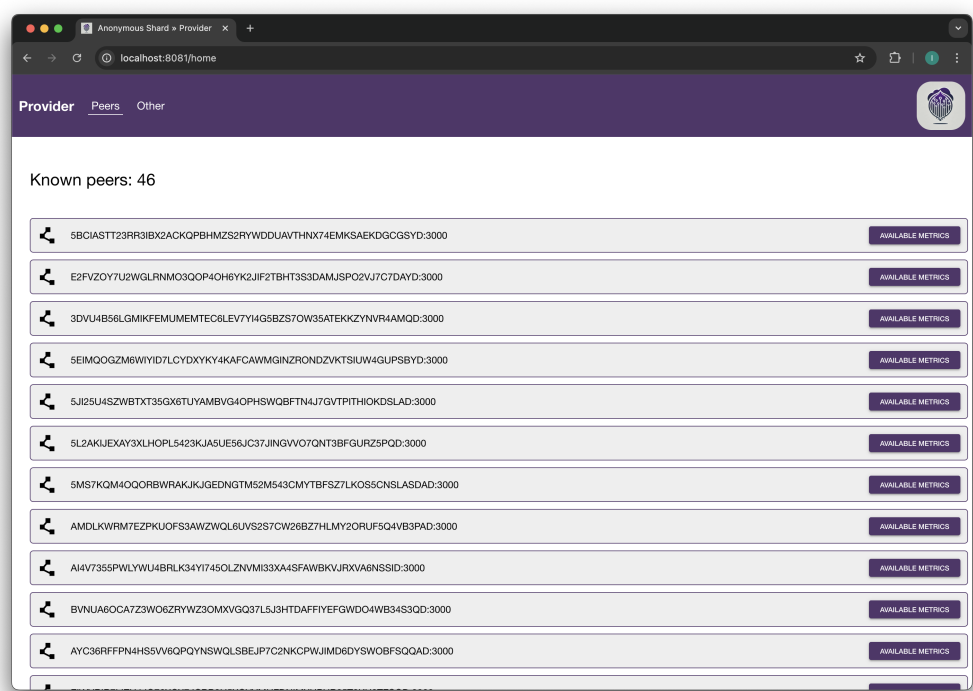 Anonymous Shard » Provider
localhost:8081/home
I
Provider Peers Other
Known peers: 46
5BCIASTT23RR3IBX2ACKQPBHMZS2RYWDDUAVTHNX74EMKSAEKDGCGSYD:3000 AVAILABLE METRICS
E2FVZOY7U2WGLRNMO3QOP4OH6YK2JIF2TBHT3S3DAMJSPO2VJ7C7DAYD:3000 AVAILABLE METRICS
3DVU4B56LGMIKFEMUMEMTEC6LEV7YI4G5BZS7OW35ATEKKZYNVR4AMQD:3000 AVAILABLE METRICS
5EIMQOGZM6WIYID7LCYDXYKY4KAFCAWMGINZRONDZVKTSIUW4GUPSBYD:3000 AVAILABLE METRICS
5JI25U4SZWBTXT35GX6TUYAMBVG4OPHSWQBFTN4J7GVTPITHIOKDSLAD:3000 AVAILABLE METRICS
5L2AKIJEXAY3XLHOPL5423KJA5UE56JC37JINGVVO7QNT3BFGURZ5PQD:3000 AVAILABLE METRICS
5MS7KQM4OQORBWRAKJKJGEDNGTM52M543CMYTBFSZ7LKOS5CNSLASDAD:3000 AVAILABLE METRICS
AMDLKWRM7EZPKUOFS3AWZWQL6UVS2S7CW26BZ7HLMY2ORUF5Q4VB3PAD:3000 AVAILABLE METRICS
AI4V7355PWLYWU4BRLK34YI745OLZNVMI33XA4SFAWBKVJRXVA6NSSID:3000 AVAILABLE METRICS
BVNUA6OCA7Z3WO6ZRYWZ3OMXVGQ37L5J3HTDAFFIYEFGWDO4WB34S3QD:3000 AVAILABLE METRICS
AYC36RFFPN4HS5VV6QPQYNSWQLSBEJP7C2NKCPWJIMD6DYSWOBFSQQAD:3000 AVAILABLE METRICS